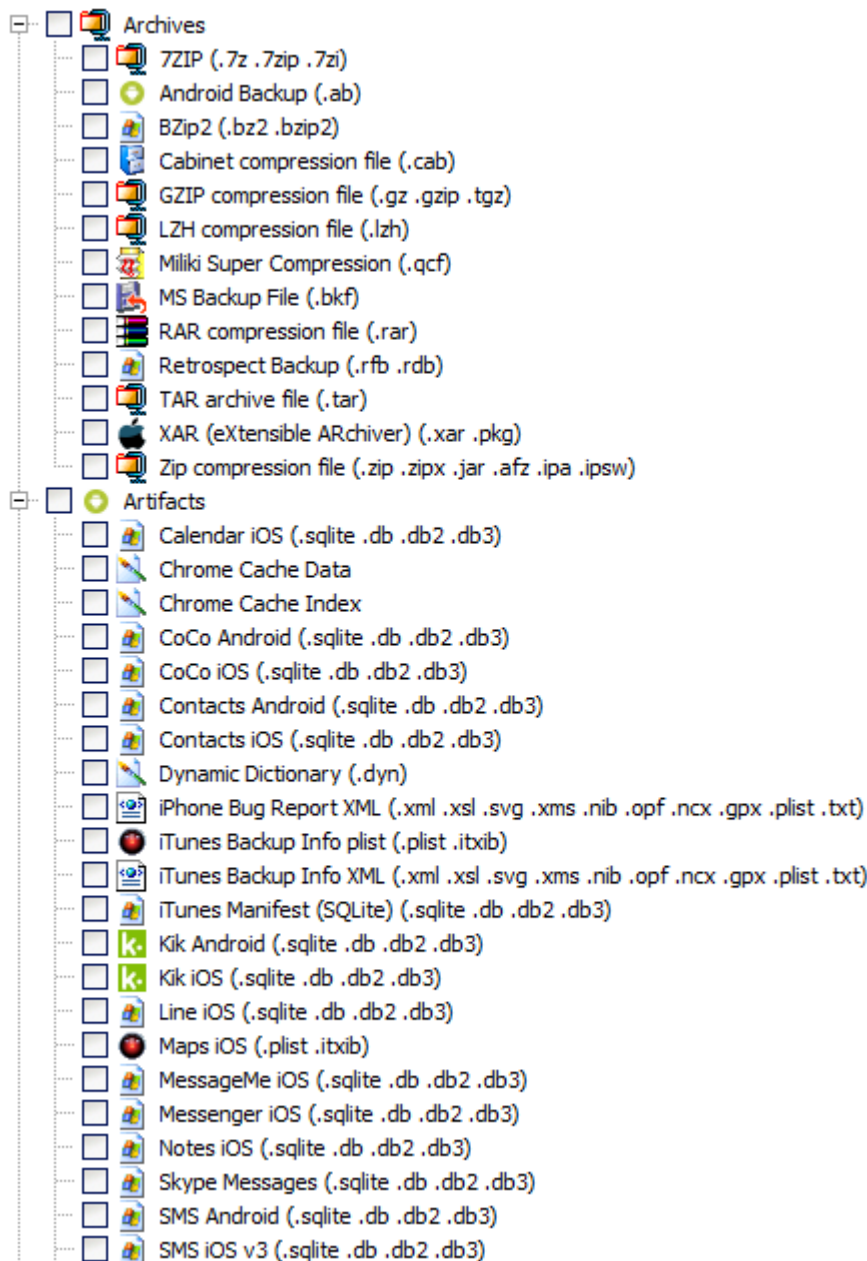 Archives
7ZIP (.7z .7zip .7zi)
Android Backup (.ab)
BZip2 (.bz2 .bzip2)
Cabinet compression file (.cab)
GZIP compression file (.gz .gzip .tgz)
LZH compression file (.lzh)
Miliki Super Compression (.qcf)
MS Backup File (.bkf)
RAR compression file (.rar)
Retrospect Backup (.rfb .rdb)
TAR archive file (.tar)
XAR (eXtensible ARchiver) (.xar .pkg)
Zip compression file (.zip .zipx .jar .afz .ipa .ipsw)
Artifacts
Calendar iOS (.sqlite .db .db2 .db3)
Chrome Cache Data
Chrome Cache Index
CoCo Android (.sqlite .db .db2 .db3)
CoCo iOS (.sqlite .db .db2 .db3)
Contacts Android (.sqlite .db .db2 .db3)
Contacts iOS (.sqlite .db .db2 .db3)
Dynamic Dictionary (.dyn)
iPhone Bug Report XML (.xml .xsl .svg .xms .nib .opf .ncx .gpx .plist .txt)
iTunes Backup Info plist (.plist .itxib)
iTunes Backup Info XML (.xml .xsl .svg .xms .nib .opf .ncx .gpx .plist .txt)
iTunes Manifest (SQLite) (.sqlite .db .db2 .db3)
k. Kik Android (.sqlite .db .db2 .db3)
k. Kik iOS (.sqlite .db .db2 .db3)
Line iOS (.sqlite .db .db2 .db3)
Maps iOS (.plist .itxib)
MessageMe iOS (.sqlite .db .db2 .db3)
Messenger iOS (.sqlite .db .db2 .db3)
Notes iOS (.sqlite .db .db2 .db3)
Skype Messages (.sqlite .db .db2 .db3)
SMS Android (.sqlite .db .db2 .db3)
SMS iOS v3 (.sqlite .db .db2 .db3)